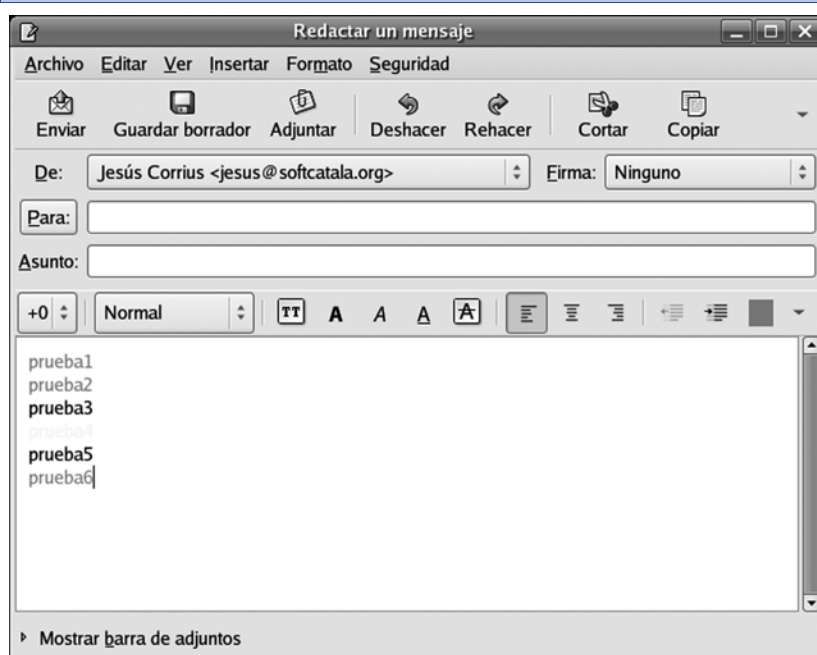 Redactar un mensaje
Archivo Editar Ver Insertar Formato Seguridad
Enviar Guardar borrador Adjuntar Deshacer Rehacer Cortar Copiar
De: Jesús Corrius <jesus@softcatala.org> Firma: Ninguno
Para:
Asunto:
+0 Normal TT A A A A
prueba1
prueba2
prueba3
prueba4
prueba5
prueba6
Mostrar barra de adjuntos